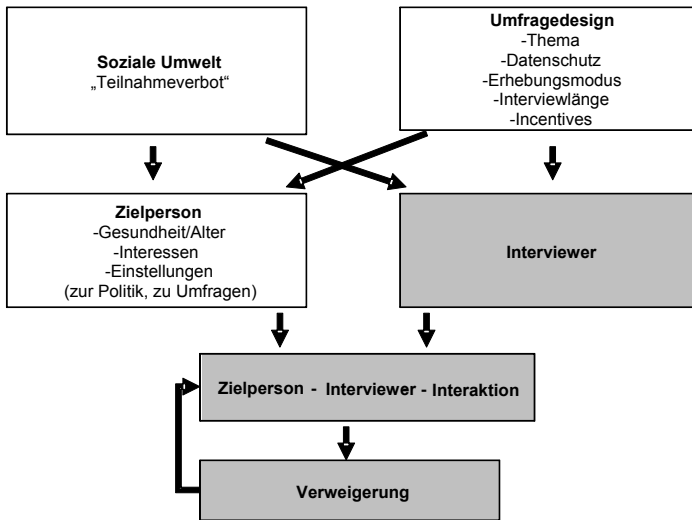 Soziale Umwelt
„Teilnahmeverbot“
Umfragedesign
-Thema
-Datenschutz
-Erhebungsmodus
-Interviewlänge
-Incentives
Zielperson
-Gesundheit/Alter
-Interessen
-Einstellungen
(zur Politik, zu Umfragen)
Interviewer
Zielperson - Interviewer - Interaktion
Verweigerung